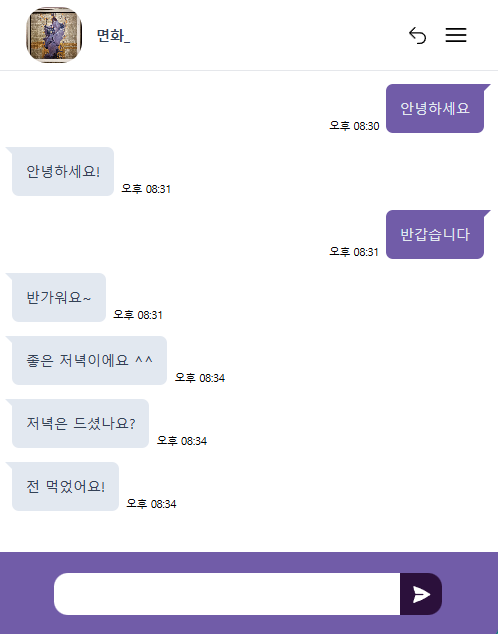 면화_
안녕하세요
오후 08:30
안녕하세요!
오후 08:31
반갑습니다
오후 08:31
반가워요~
오후 08:31
좋은 저녁이에요 ^^
오후 08:34
저녁은 드셨나요?
오후 08:34
전 먹었어요!
오후 08:34